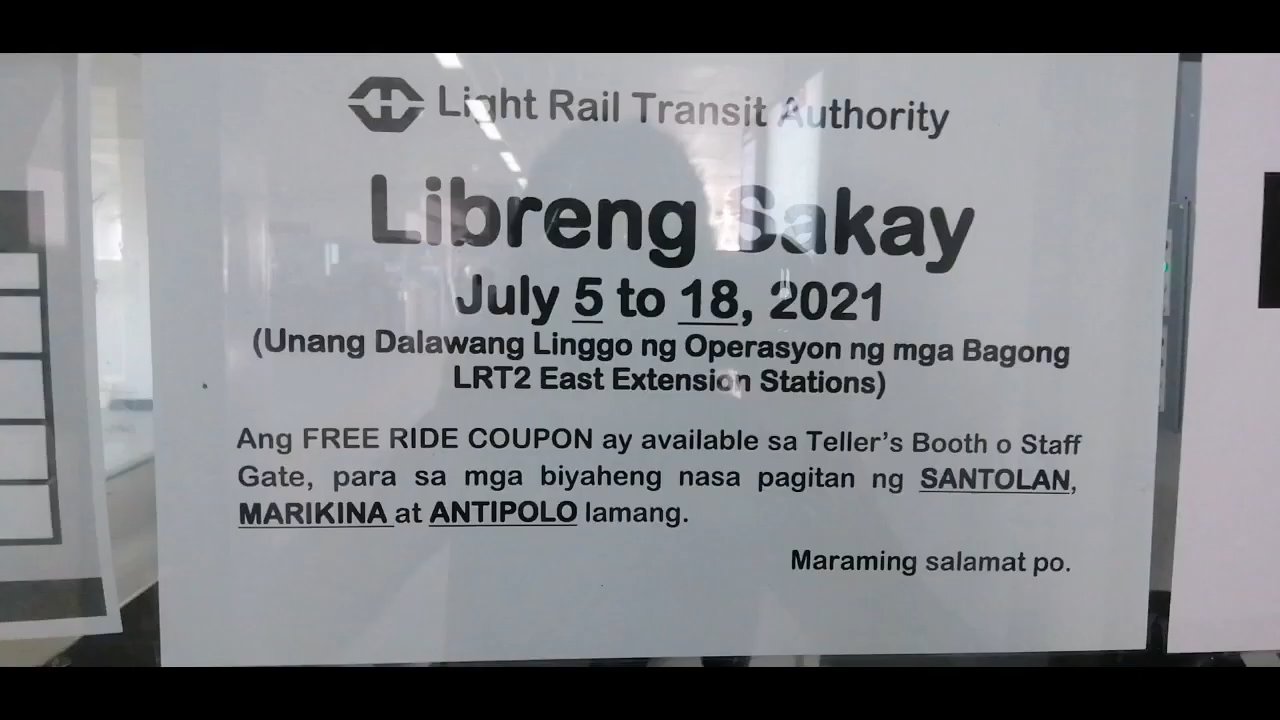 Light Rail Transit Authority
Libreng Sakay
July 5 to 18, 2021
(Unang Dalawang Linggo ng Operasyon ng mga Bagong
LRT2 East Extension Stations)
Ang FREE RIDE COUPON ay available sa Teller's Booth o Staff
Gate, para sa mga biyaheng nasa pagitan ng SANTOLAN,
MARIKINA at ANTIPOLO lamang.
Maraming salamat po.